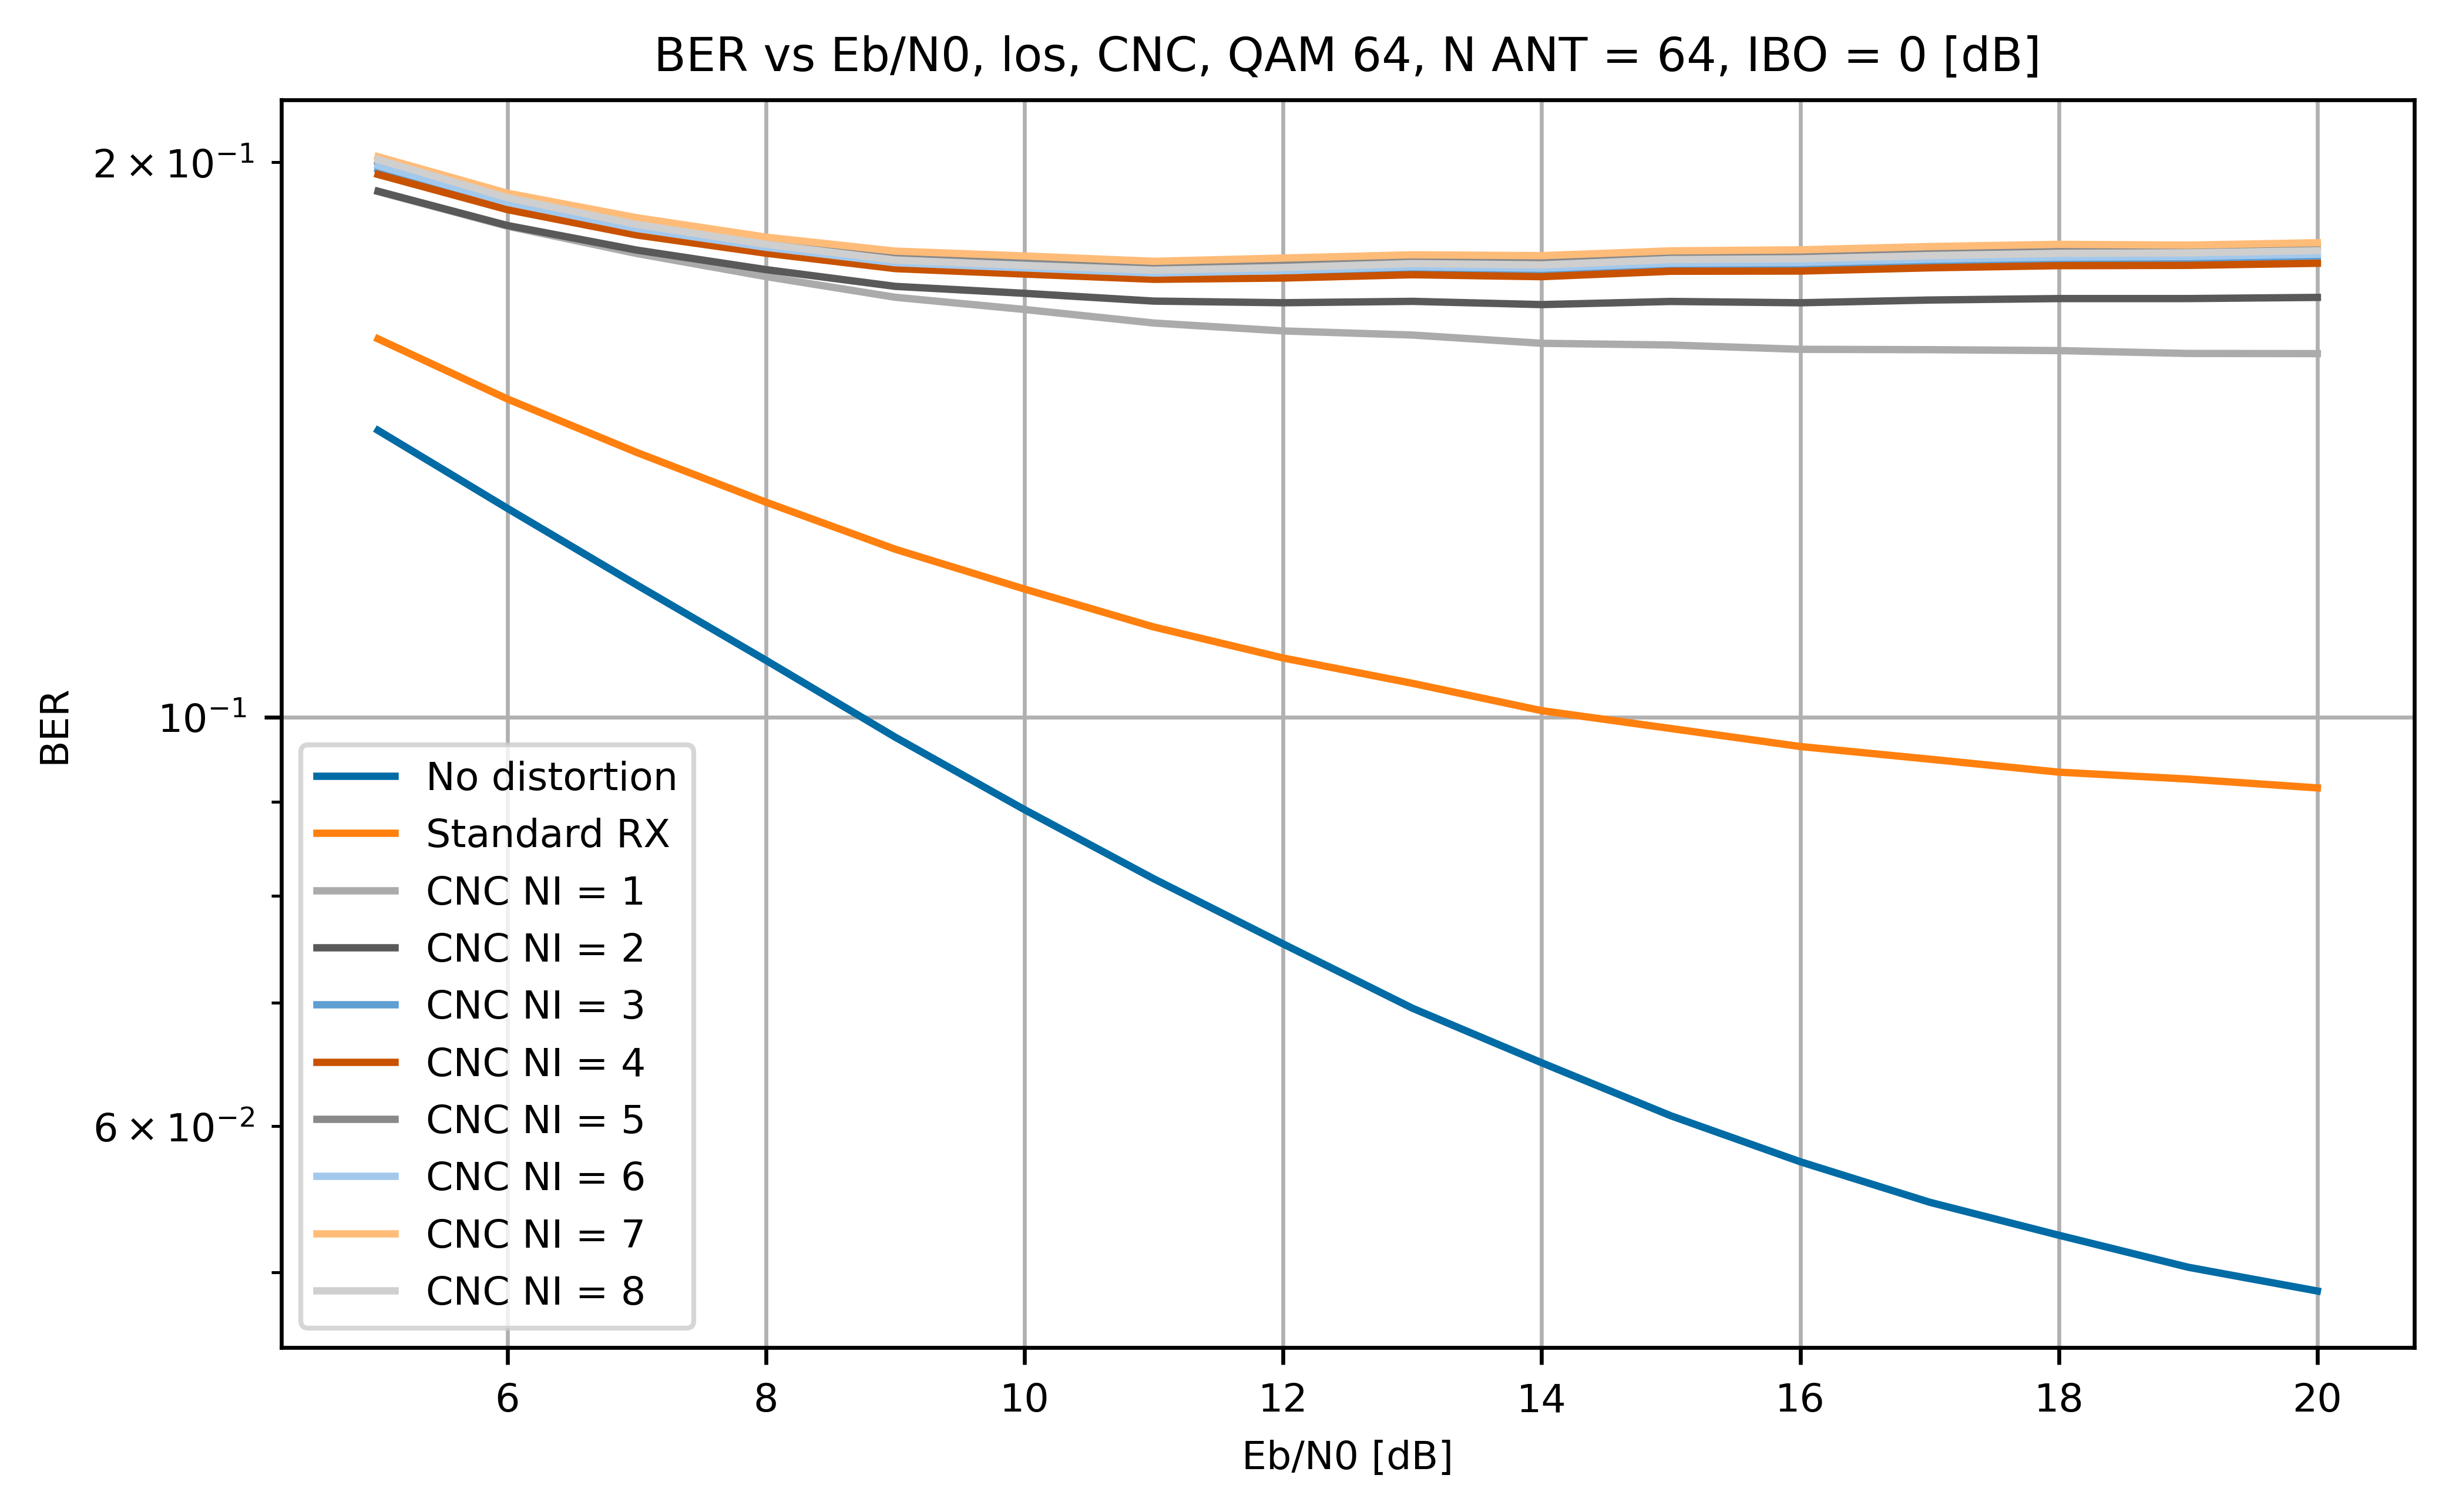 BER vs Eb/N0, los, CNC, QAM 64, N ANT = 64, IBO = 0 [dB]
2 × 10⁻¹
10⁻¹
6 × 10⁻²
BER
No distortion
Standard RX
CNC NI = 1
CNC NI = 2
CNC NI = 3
CNC NI = 4
CNC NI = 5
CNC NI = 6
CNC NI = 7
CNC NI = 8
6 8 10 12 14 16 18 20
Eb/N0 [dB]